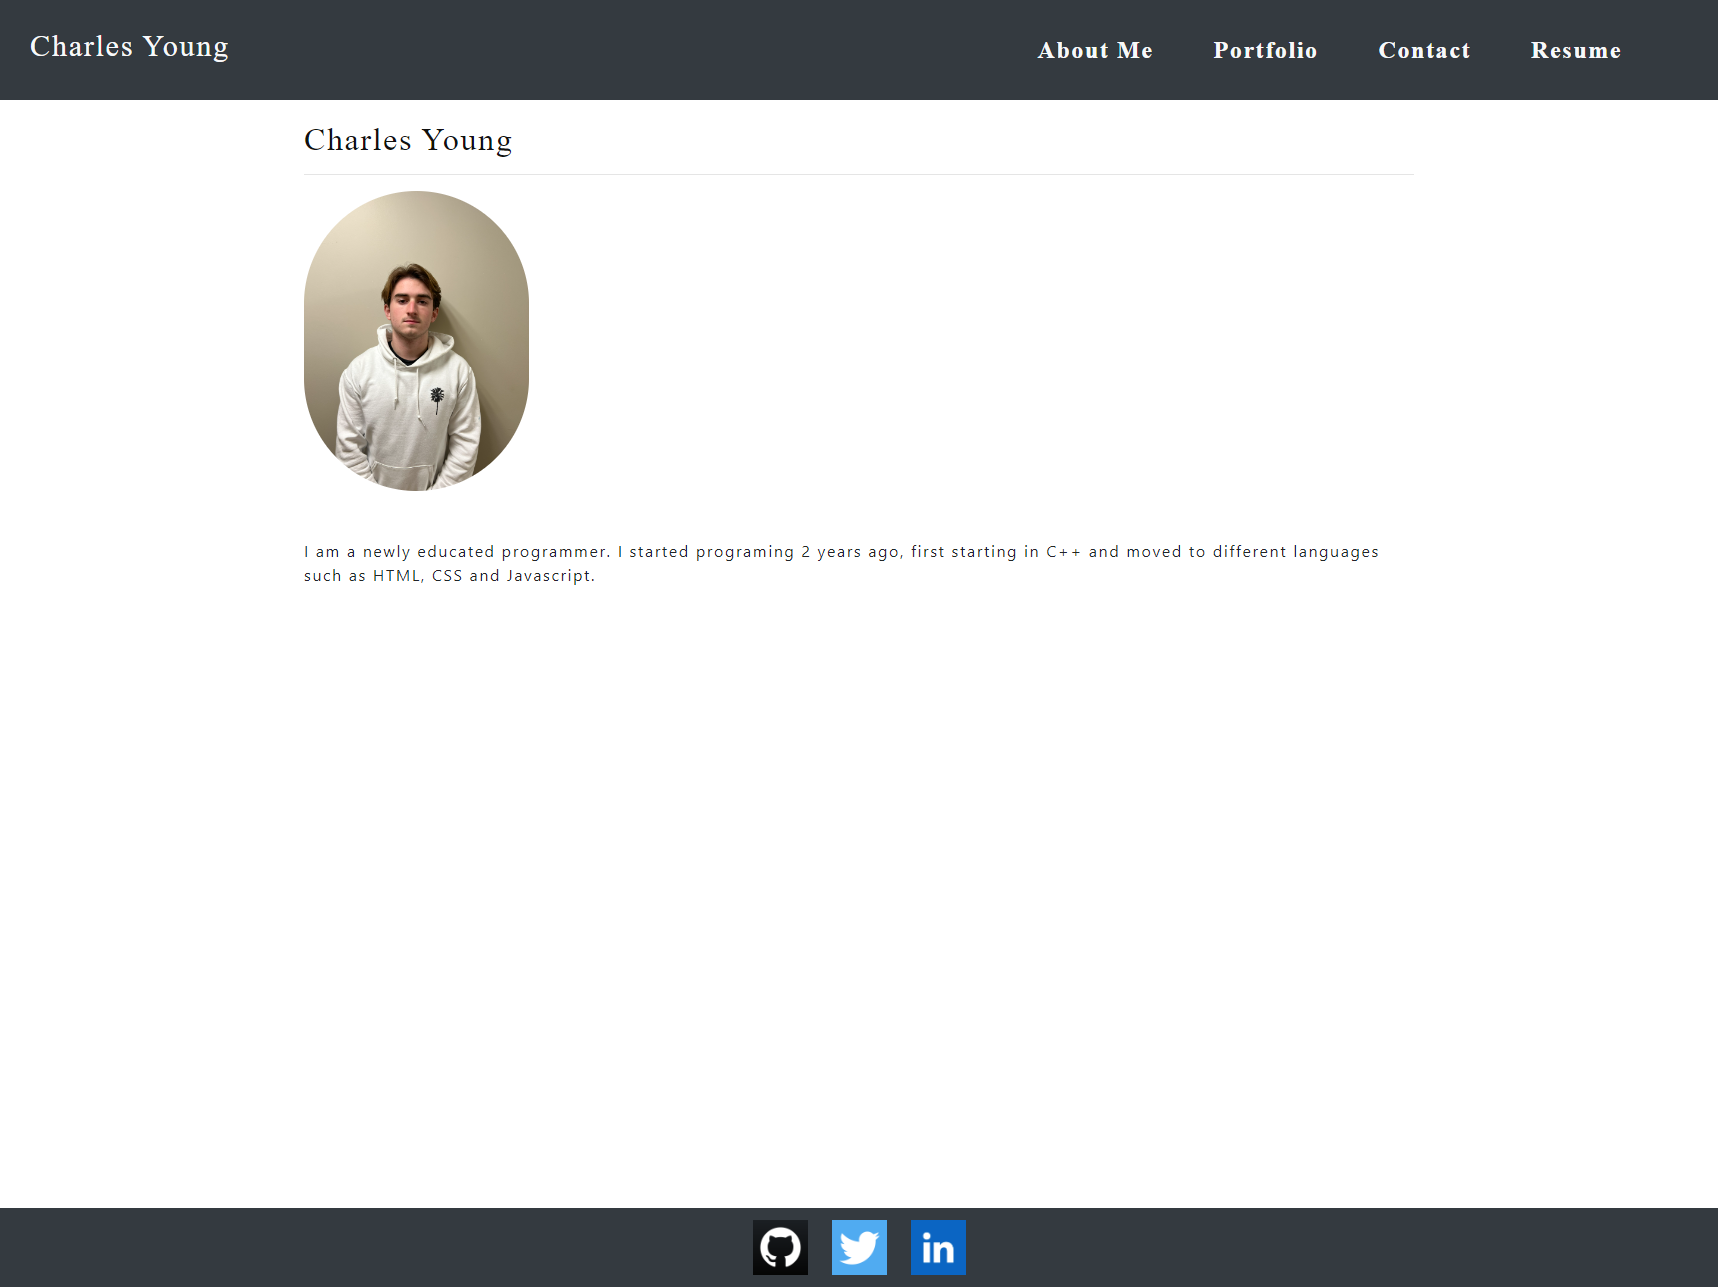 Charles Young
About Me Portfolio Contact Resume
Charles Young
I am a newly educated programmer. I started programing 2 years ago, first starting in C++ and moved to different languages
such as HTML, CSS and Javascript.
in